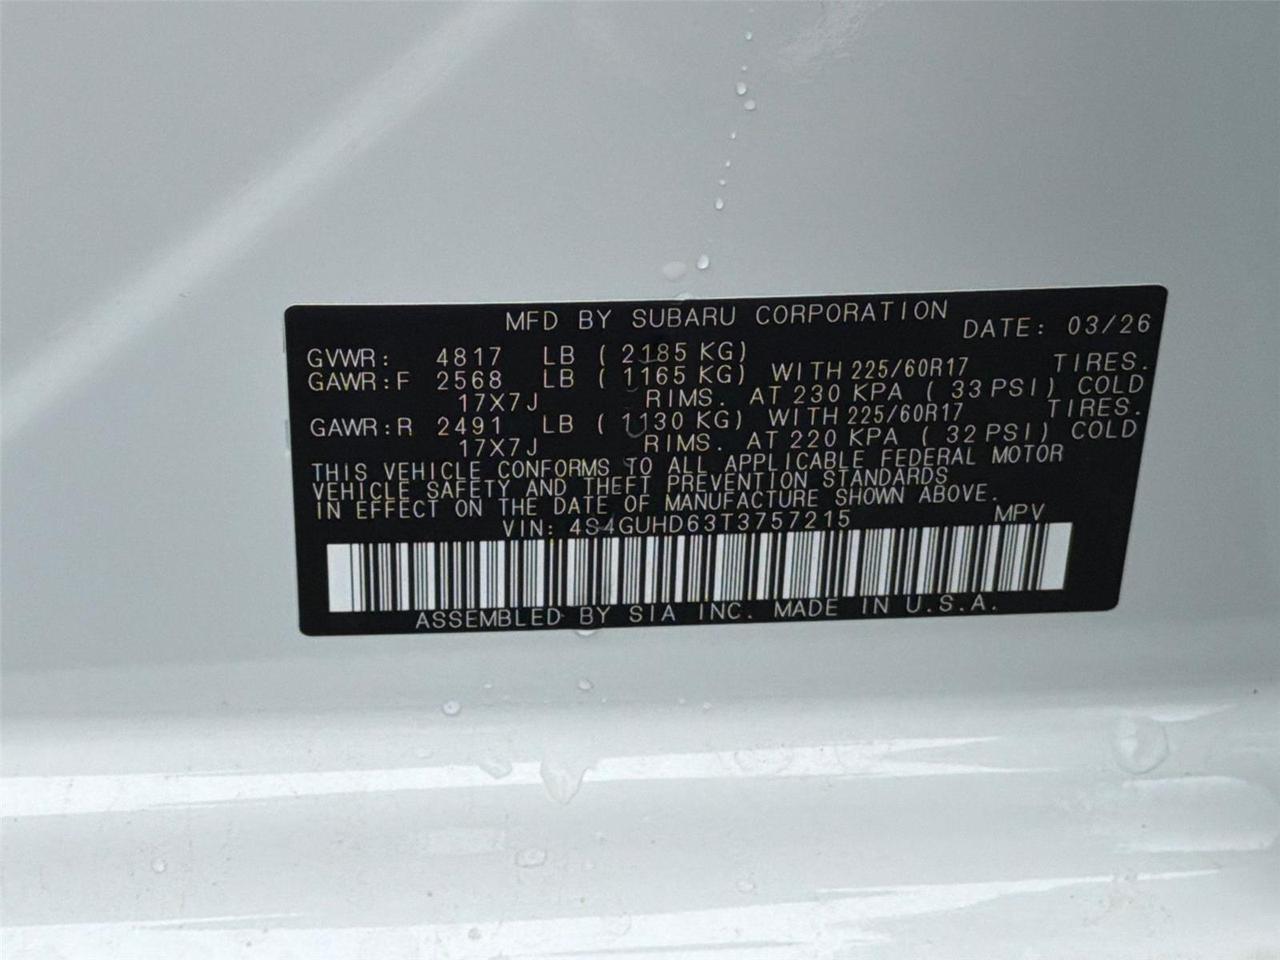 MFD BY SUBARU CORPORATION DATE: 03/26
GVWR: 4817 LB ( 2185 KG)
GAWR:F 2568 LB ( 1165 KG) WITH 225/60R17 TIRES.
17X7J RIMS. AT 230 KPA ( 33 PSI) COLD
GAWR:R 2491 LB ( 1130 KG) WITH 225/60R17 TIRES.
17X7J RIMS. AT 220 KPA ( 32 PSI) COLD
THIS VEHICLE CONFORMS TO ALL APPLICABLE FEDERAL MOTOR
VEHICLE SAFETY AND THEFT PREVENTION STANDARDS
IN EFFECT ON THE DATE OF MANUFACTURE SHOWN ABOVE.
VIN: 4S4GUHD63T3757215 MPV
ASSEMBLED BY SIA INC. MADE IN U.S.A.